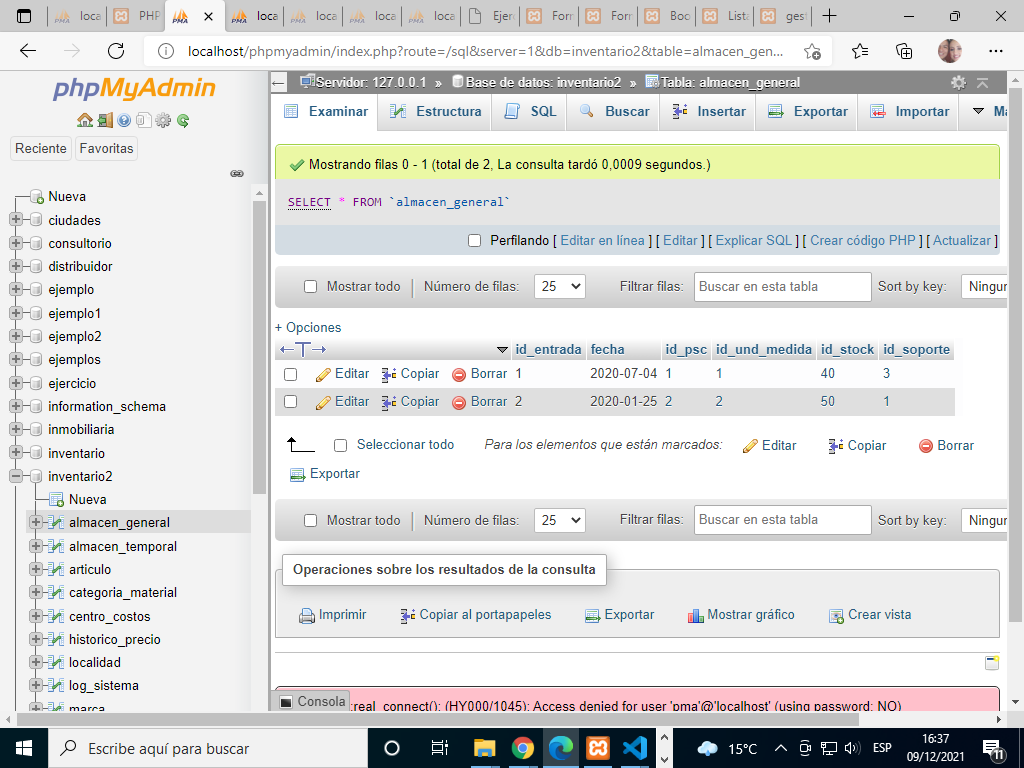 loca
PHP
loca
loca
loca
loca
Ejer
Forr
Forr
Boc
Lista
gest
localhost/phpmyadmin/index.php?route=/sql&server=1&db=inventario2&table=almacen_gen...
phpMyAdmin
Reciente
Favoritas
Nueva
ciudades
consultorio
distribuidor
ejemplo
ejemplo1
ejemplo2
ejemplos
ejercicio
information_schema
inmobiliaria
inventario
inventario2
Nueva
almacen_general
almacen_temporal
articulo
categoria_material
centro_costos
historico_precio
localidad
log_sistema
marca
Servidor: 127.0.0.1 » Base de datos: inventario2 » Tabla: almacen_general
Examinar Estructura SQL Buscar Insertar Exportar Importar Má
Mostrando filas 0 - 1 (total de 2, La consulta tardó 0,0009 segundos.)
SELECT * FROM `almacen_general`
Perfilando [ Editar en línea ] [ Editar ] [ Explicar SQL ] [ Crear código PHP ] [ Actualizar ]
Mostrar todo Número de filas: 25 Filtrar filas: Buscar en esta tabla Sort by key: Ningun
+ Opciones
←T→ id_entrada fecha id_psc id_und_medida id_stock id_soporte
Editar Copiar Borrar 1 2020-07-04 1 1 40 3
Editar Copiar Borrar 2 2020-01-25 2 2 50 1
Seleccionar todo Para los elementos que están marcados: Editar Copiar Borrar
Exportar
Mostrar todo Número de filas: 25 Filtrar filas: Buscar en esta tabla Sort by key: Ningun
Operaciones sobre los resultados de la consulta
Imprimir Copiar al portapapeles Exportar Mostrar gráfico Crear vista
Consola
:real_connect(): (HY000/1045): Access denied for user 'pma'@'localhost' (using password: NO)
Escribe aquí para buscar
15°C
ESP
16:37
09/12/2021
11